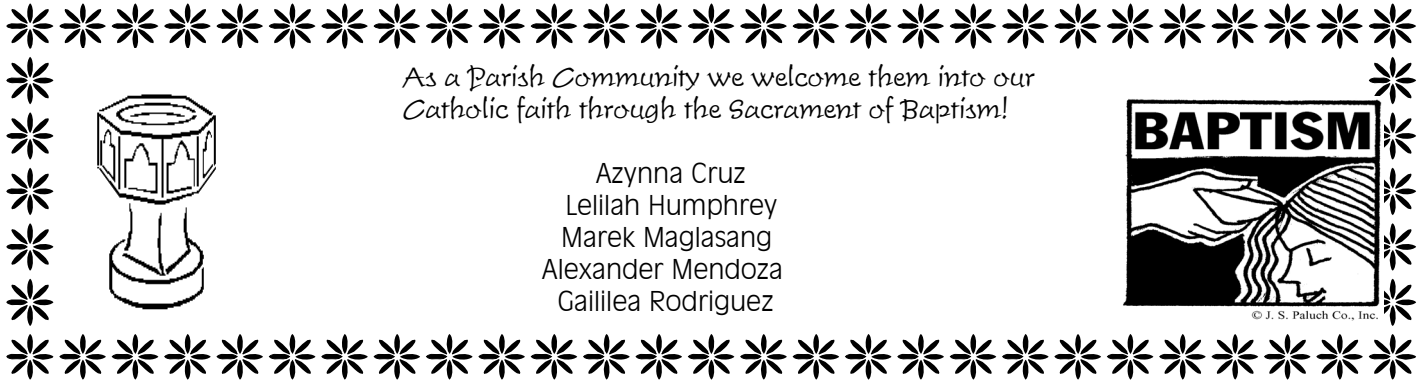 As a Parish Community we welcome them into our
Catholic faith through the Sacrament of Baptism!
Azynna Cruz
Lelilah Humphrey
Marek Maglasang
Alexander Mendoza
Gaililea Rodriguez
BAPTISM
© J. S. Paluch Co., Inc.